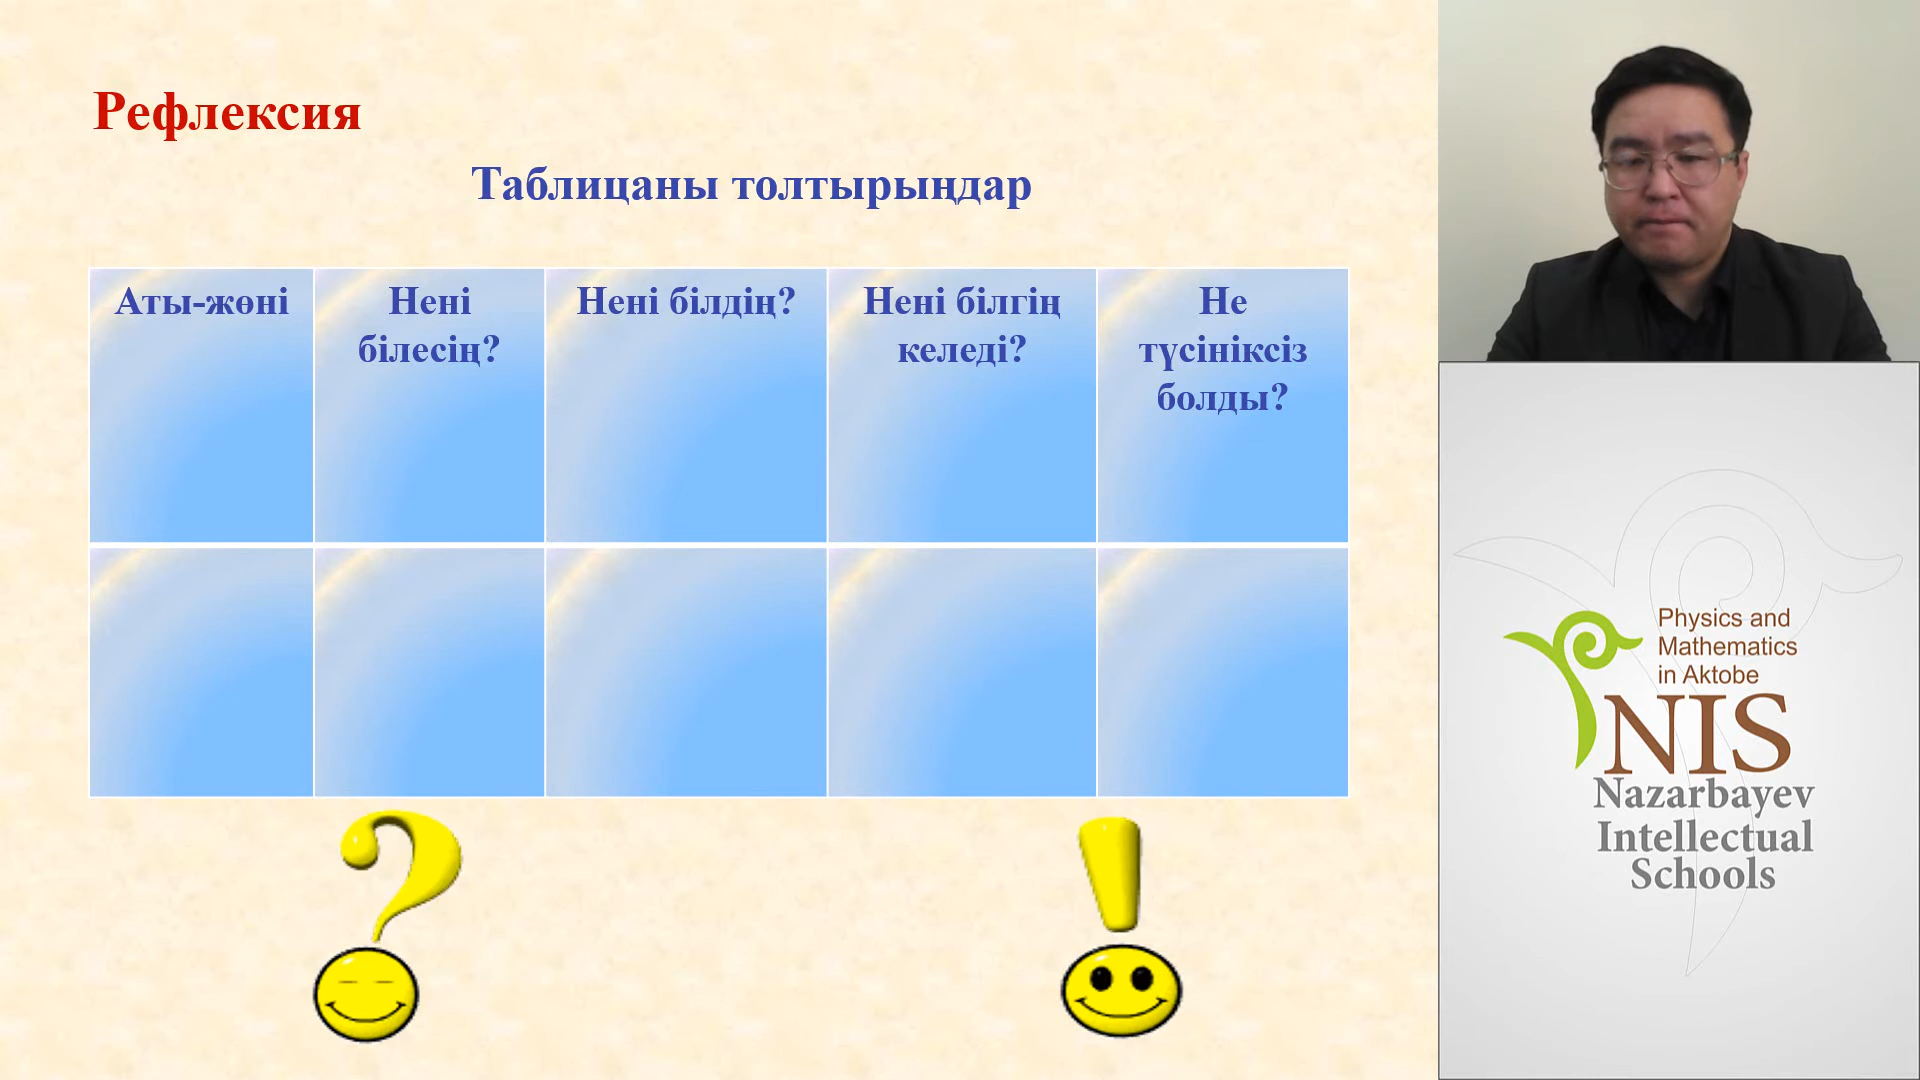 Рефлексия
Таблицаны толтырыңдар
Аты-жөні
Нені
білесің?
Нені білдің?
Нені білгің
келеді?
Не
түсініксіз
болды?
Physics and
Mathematics
in Aktobe
NIS
Nazarbayev
Intellectual
Schools